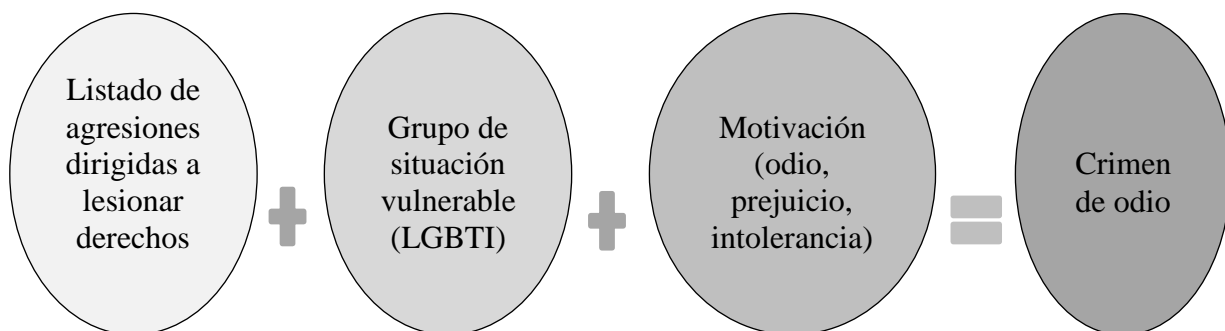 Listado de
agresiones
dirigidas a
lesionar
derechos
Grupo de
situación
vulnerable
(LGBTI)
Motivación
(odio,
prejuicio,
intolerancia)
Crimen
de odio